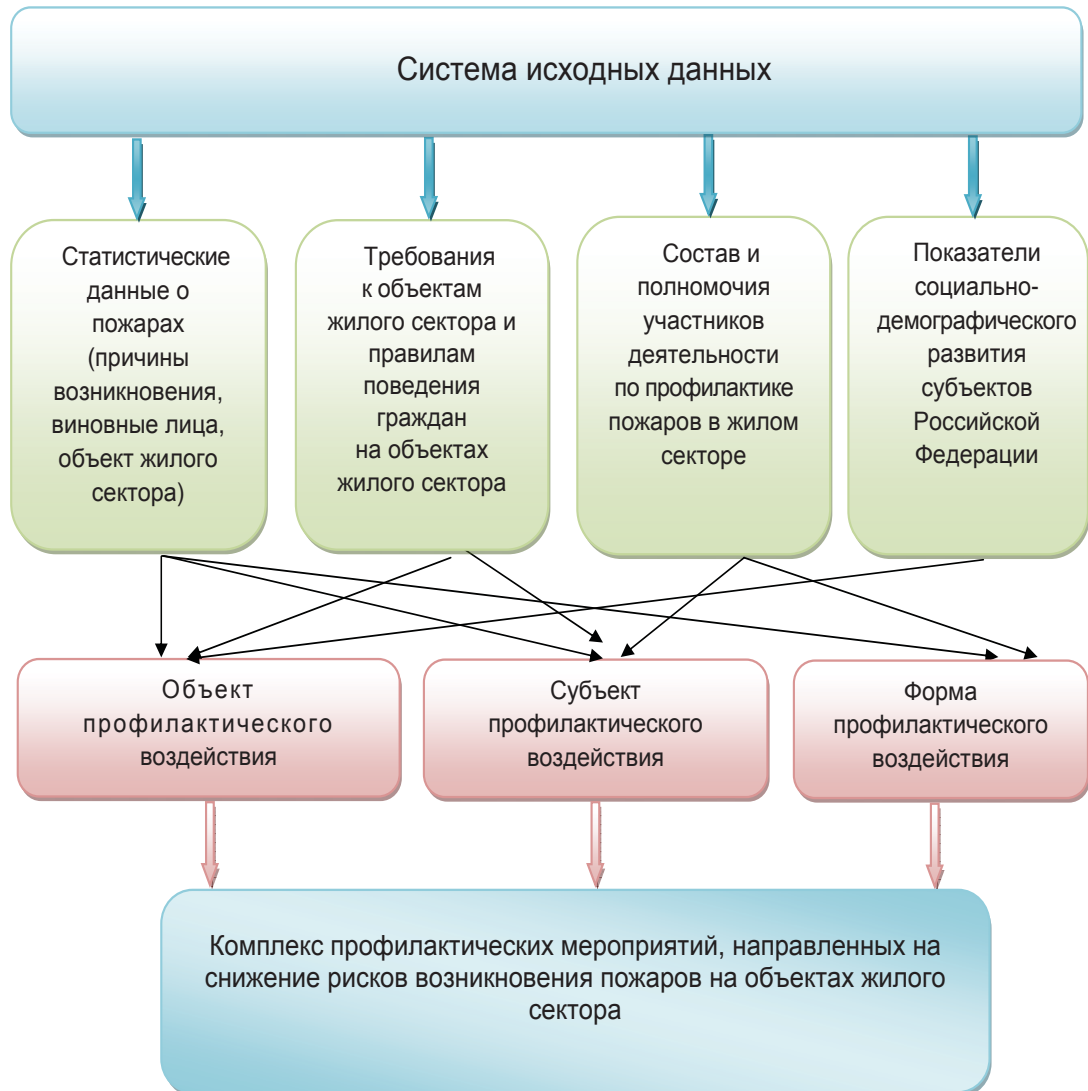 Система исходных данных
Статистические
данные о
пожарах
(причины
возникновения,
виновные лица,
объект жилого
сектора)
Требования
к объектам
жилого сектора и
правилам
поведения
граждан
на объектах
жилого сектора
Состав и
полномочия
участников
деятельности
по профилактике
пожаров в жилом
секторе
Показатели
социально-
демографического
развития
субъектов
Российской
Федерации
Объект
профилактического
воздействия
Субъект
профилактического
воздействия
Форма
профилактического
воздействия
Комплекс профилактических мероприятий, направленных на
снижение рисков возникновения пожаров на объектах жилого
сектора